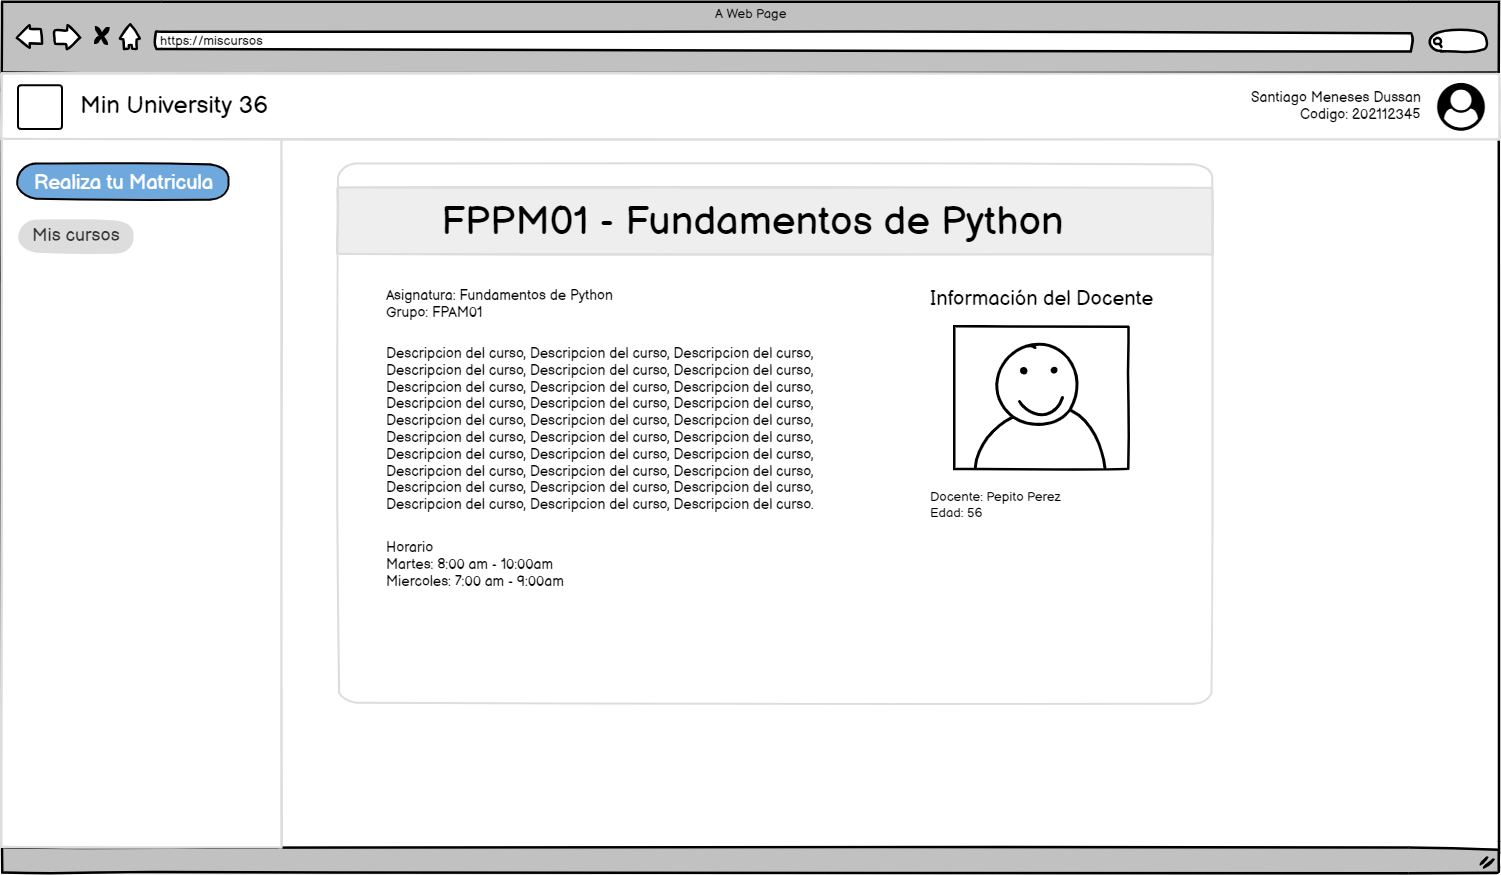 A Web Page
https://miscursos
Min University 36
Santiago Meneses Dussan
Codigo: 202112345
Realiza tu Matricula
Mis cursos
FPPM01 - Fundamentos de Python
Asignatura: Fundamentos de Python
Grupo: FPAM01
Descripcion del curso, Descripcion del curso, Descripcion del curso,
Descripcion del curso, Descripcion del curso, Descripcion del curso,
Descripcion del curso, Descripcion del curso, Descripcion del curso,
Descripcion del curso, Descripcion del curso, Descripcion del curso,
Descripcion del curso, Descripcion del curso, Descripcion del curso,
Descripcion del curso, Descripcion del curso, Descripcion del curso,
Descripcion del curso, Descripcion del curso, Descripcion del curso,
Descripcion del curso, Descripcion del curso, Descripcion del curso,
Descripcion del curso, Descripcion del curso, Descripcion del curso,
Descripcion del curso, Descripcion del curso, Descripcion del curso.
Horario
Martes: 8:00 am - 10:00am
Miercoles: 7:00 am - 9:00am
Información del Docente
Docente: Pepito Perez
Edad: 56